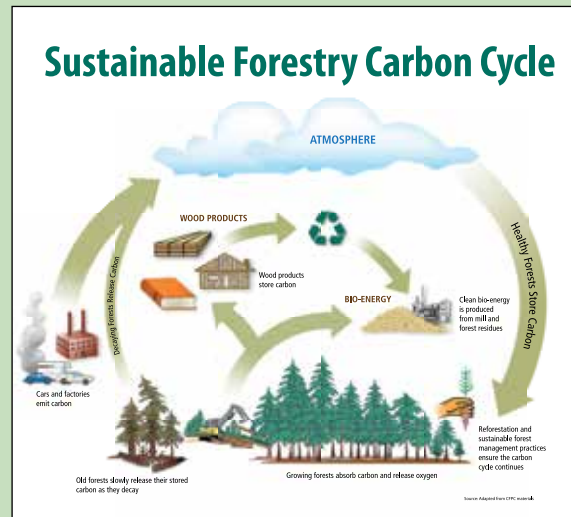 Sustainable Forestry Carbon Cycle
ATMOSPHERE
WOOD PRODUCTS
Wood products
store carbon
BIO-ENERGY
Clean bio-energy
is produced
from mill and
forest residues
Decaying Forests Release Carbon
Healthy Forests Store Carbon
Cars and factories
emit carbon
Old forests slowly release their stored
carbon as they decay
Growing forests absorb carbon and release oxygen
Reforestation and
sustainable forest
management practices
ensure the carbon
cycle continues
Source: Adapted from CFPC materials